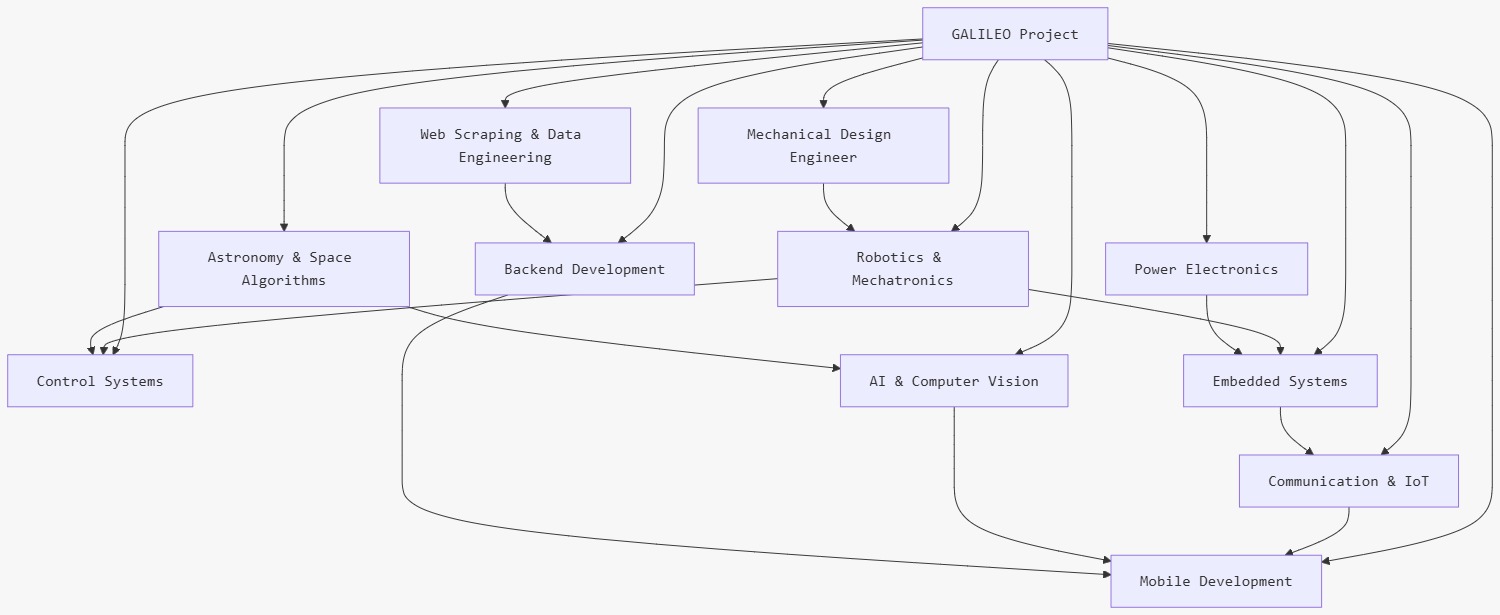 GALILEO Project
Web Scraping & Data
Engineering
Mechanical Design
Engineer
Astronomy & Space
Algorithms
Backend Development
Robotics &
Mechatronics
Power Electronics
Control Systems
AI & Computer Vision
Embedded Systems
Communication & IoT
Mobile Development